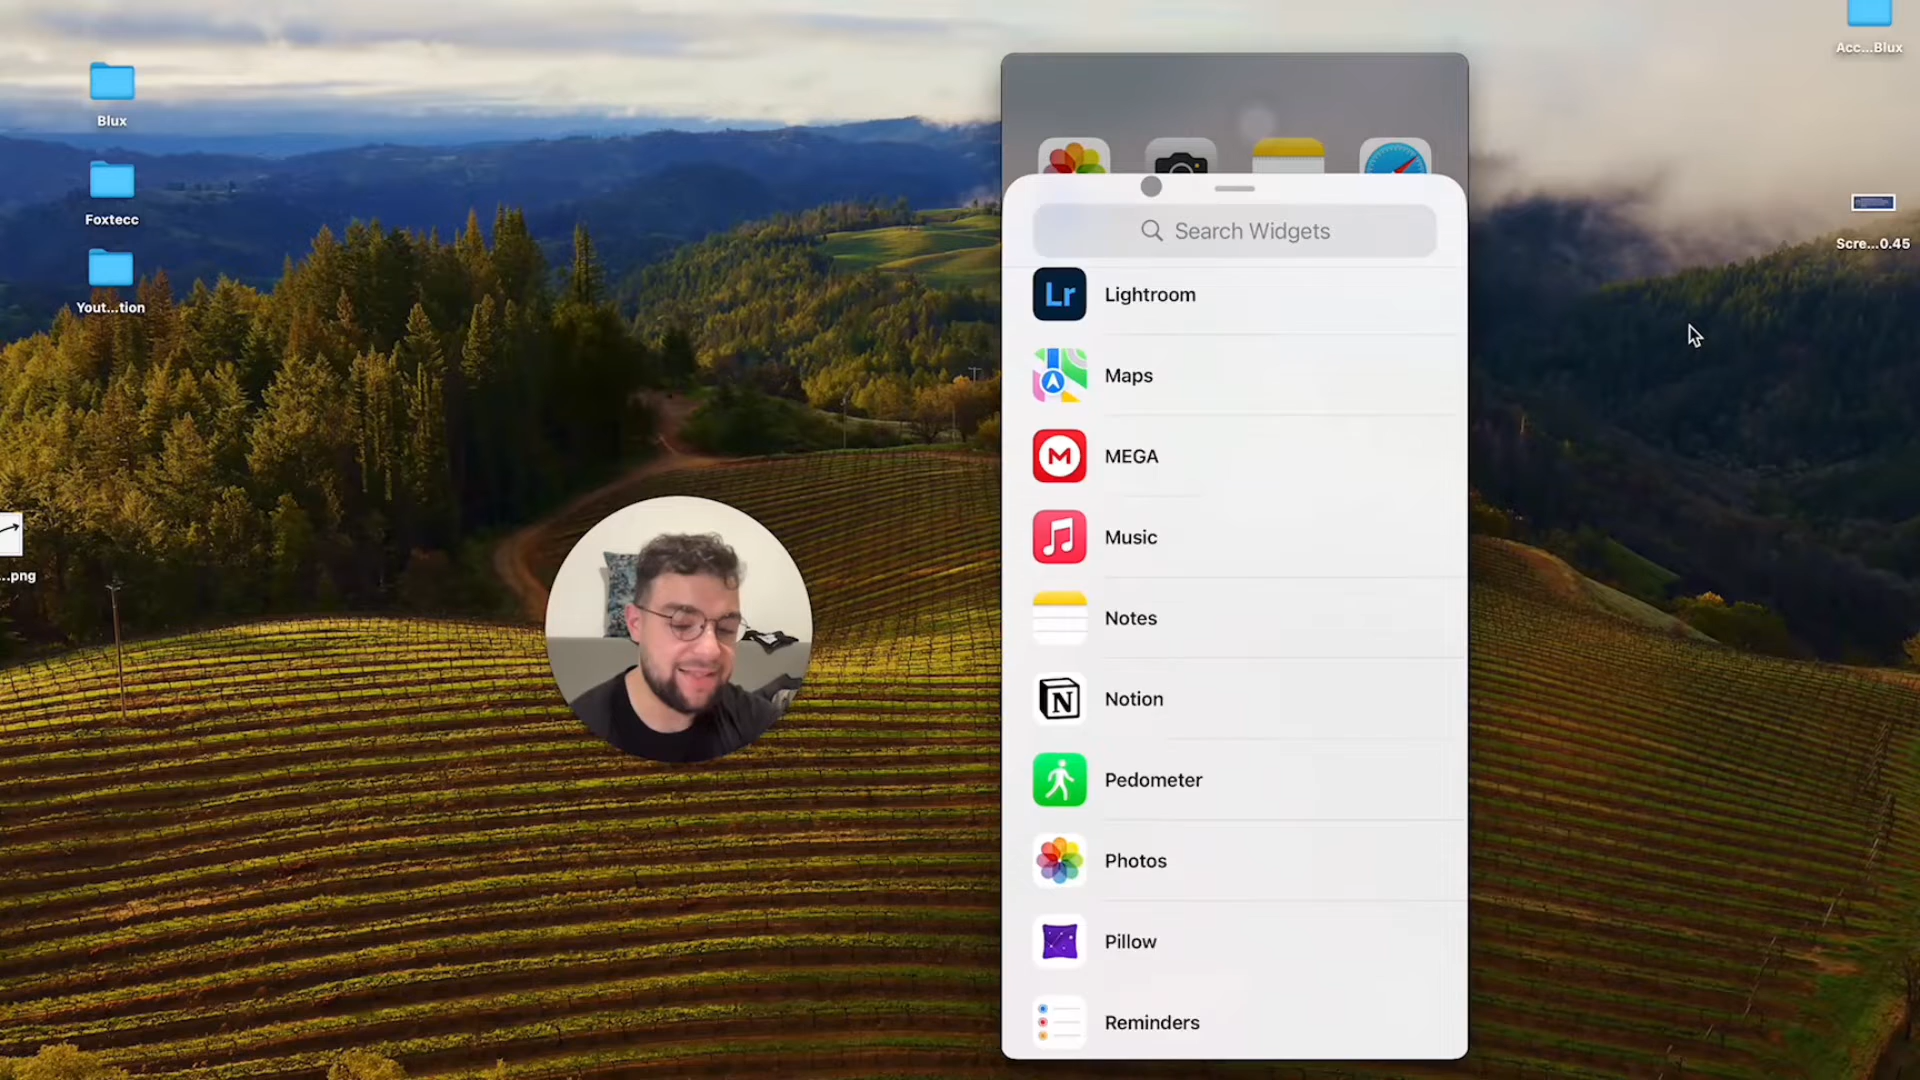 Blux
Foxtecc
Yout...tion
...png
Acc...Blux
Scre...0.45
Search Widgets
Lr
Lightroom
Maps
M
MEGA
Music
Notes
N
Notion
Pedometer
Photos
Pillow
Reminders